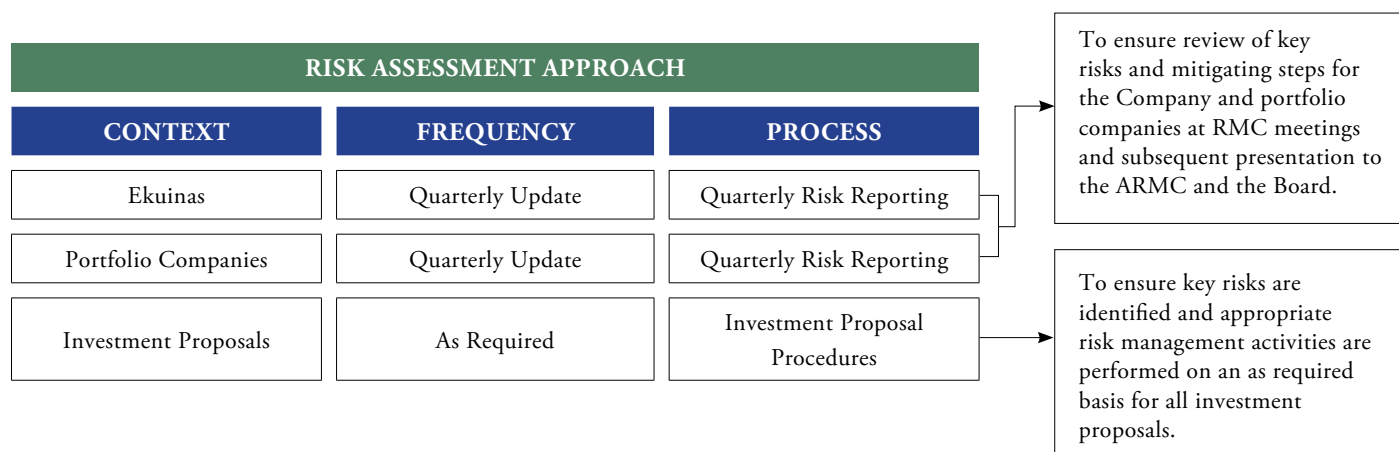 RISK ASSESSMENT APPROACH
CONTEXT
FREQUENCY
PROCESS
Ekuinas
Quarterly Update
Quarterly Risk Reporting
Portfolio Companies
Quarterly Update
Quarterly Risk Reporting
Investment Proposals
As Required
Investment Proposal
Procedures
To ensure review of key
risks and mitigating steps for
the Company and portfolio
companies at RMC meetings
and subsequent presentation to
the ARMC and the Board.
To ensure key risks are
identified and appropriate
risk management activities are
performed on an as required
basis for all investment
proposals.